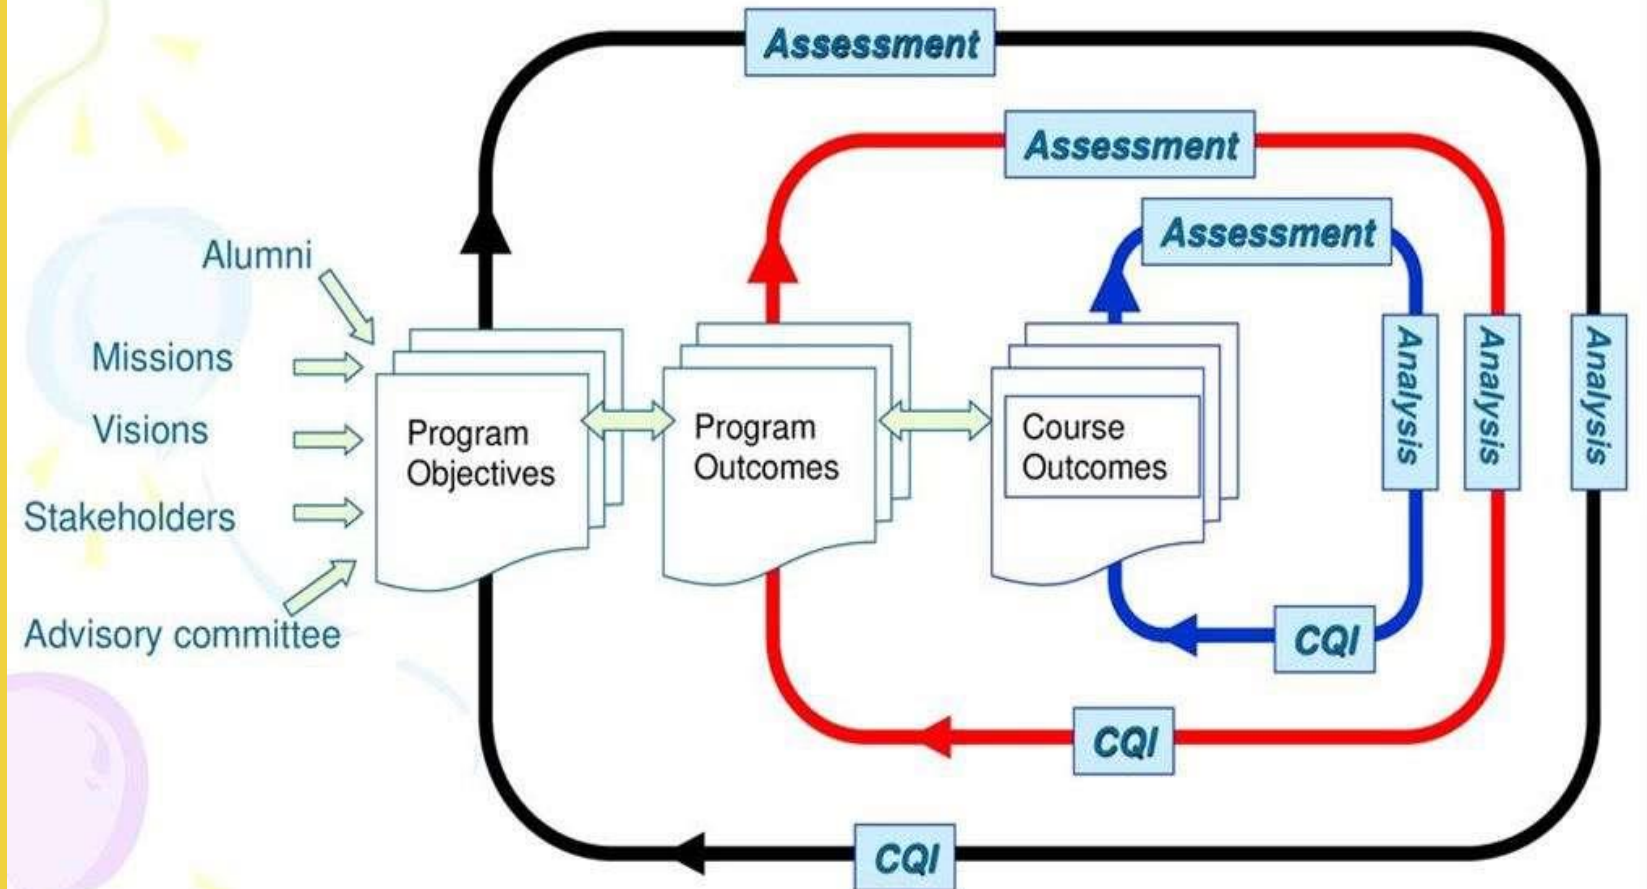 Assessment
Assessment
Assessment
Alumni
Missions
Visions
Stakeholders
Advisory committee
Program
Objectives
Program
Outcomes
Course
Outcomes
Analysis
Analysis
Analysis
CQI
CQI
CQI